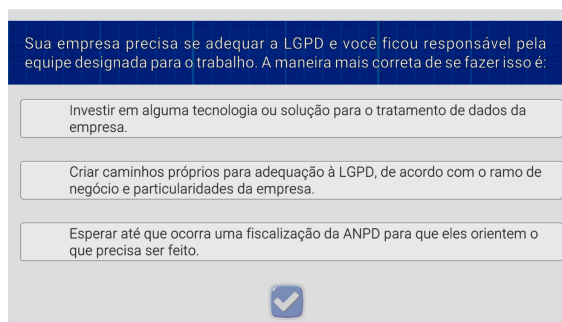 Sua empresa precisa se adequar a LGPD e você ficou responsável pela
equipe designada para o trabalho. A maneira mais correta de se fazer isso é:
Investir em alguma tecnologia ou solução para o tratamento de dados da
empresa.
Criar caminhos próprios para adequação à LGPD, de acordo com o ramo de
negócio e particularidades da empresa.
Esperar até que ocorra uma fiscalização da ANPD para que eles orientem o
que precisa ser feito.